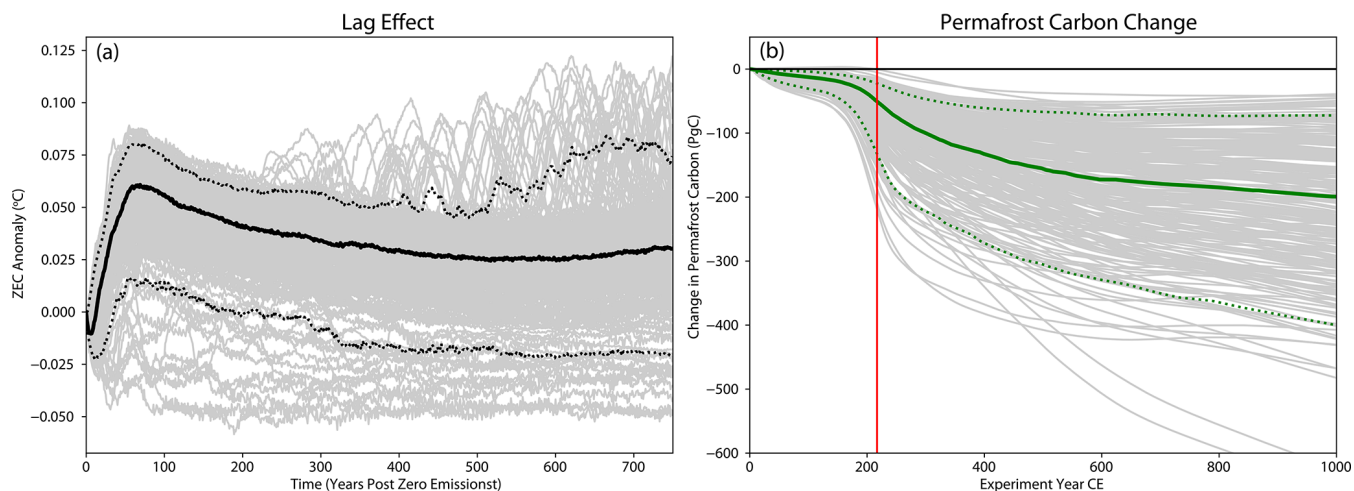 Lag Effect
(a)
ZEC Anomaly (°C)
0.125
0.100
0.075
0.050
0.025
0.000
−0.025
−0.050
0 100 200 300 400 500 600 700
Time (Years Post Zero Emissionst)
Permafrost Carbon Change
(b)
Change in Permafrost Carbon (PgC)
0
−100
−200
−300
−400
−500
−600
0 200 400 600 800 1000
Experiment Year CE